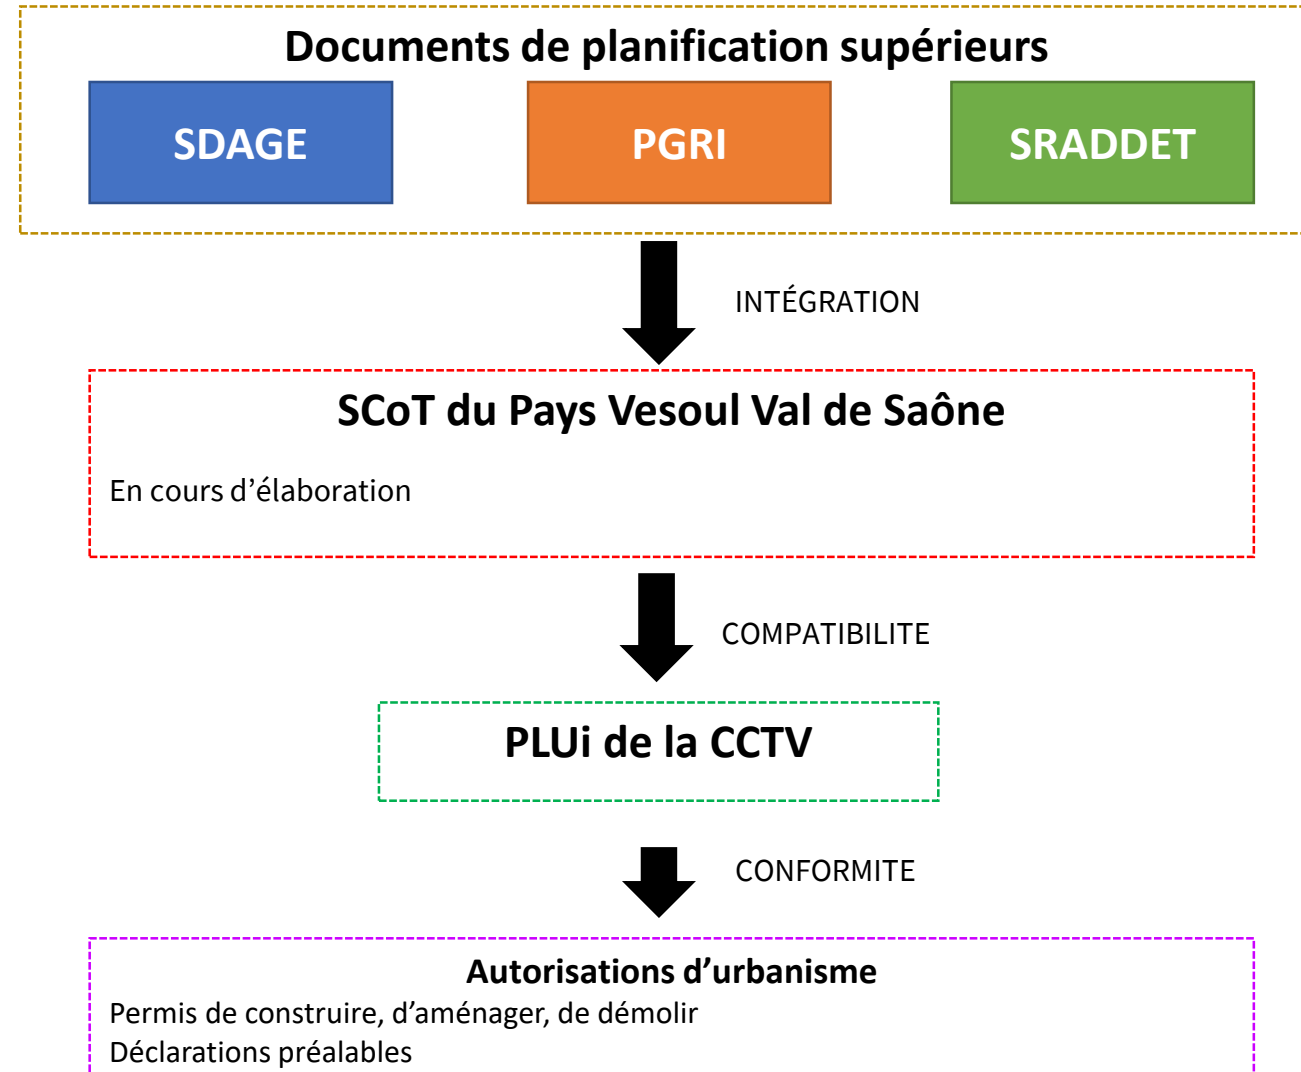 Documents de planification supérieurs
SDAGE
PGRI
SRADDET
INTÉGRATION
SCoT du Pays Vesoul Val de Saône
En cours d’élaboration
COMPATIBILITE
PLUi de la CCTV
CONFORMITE
Autorisations d’urbanisme
Permis de construire, d’aménager, de démolir
Déclarations préalables